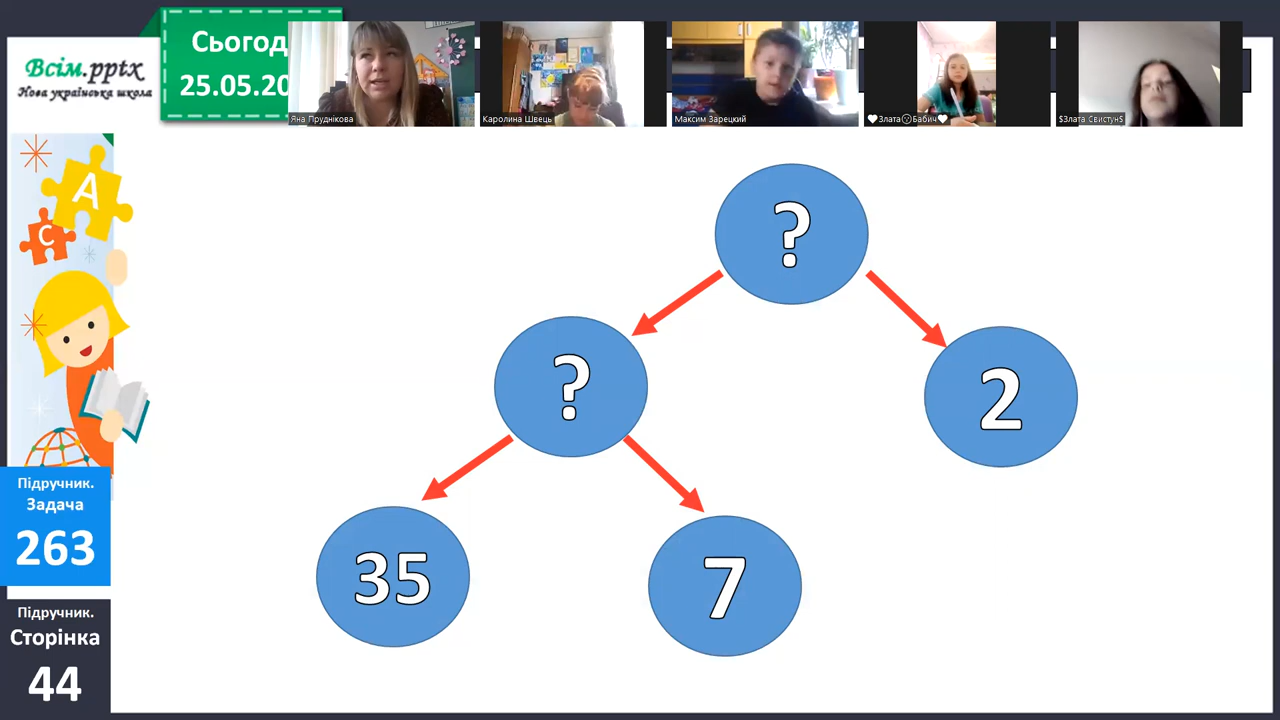 Всім.pptx
Нова українська школа
Сьогод
25.05.20
Яна Пруднікова
Каролина Швець
Максим Зарецкий
🤍Злата😗Бабич🤍
$Злата Свистун$
А
С
?
?
2
35
7
Підручник.
Задача
263
Підручник.
Сторінка
44